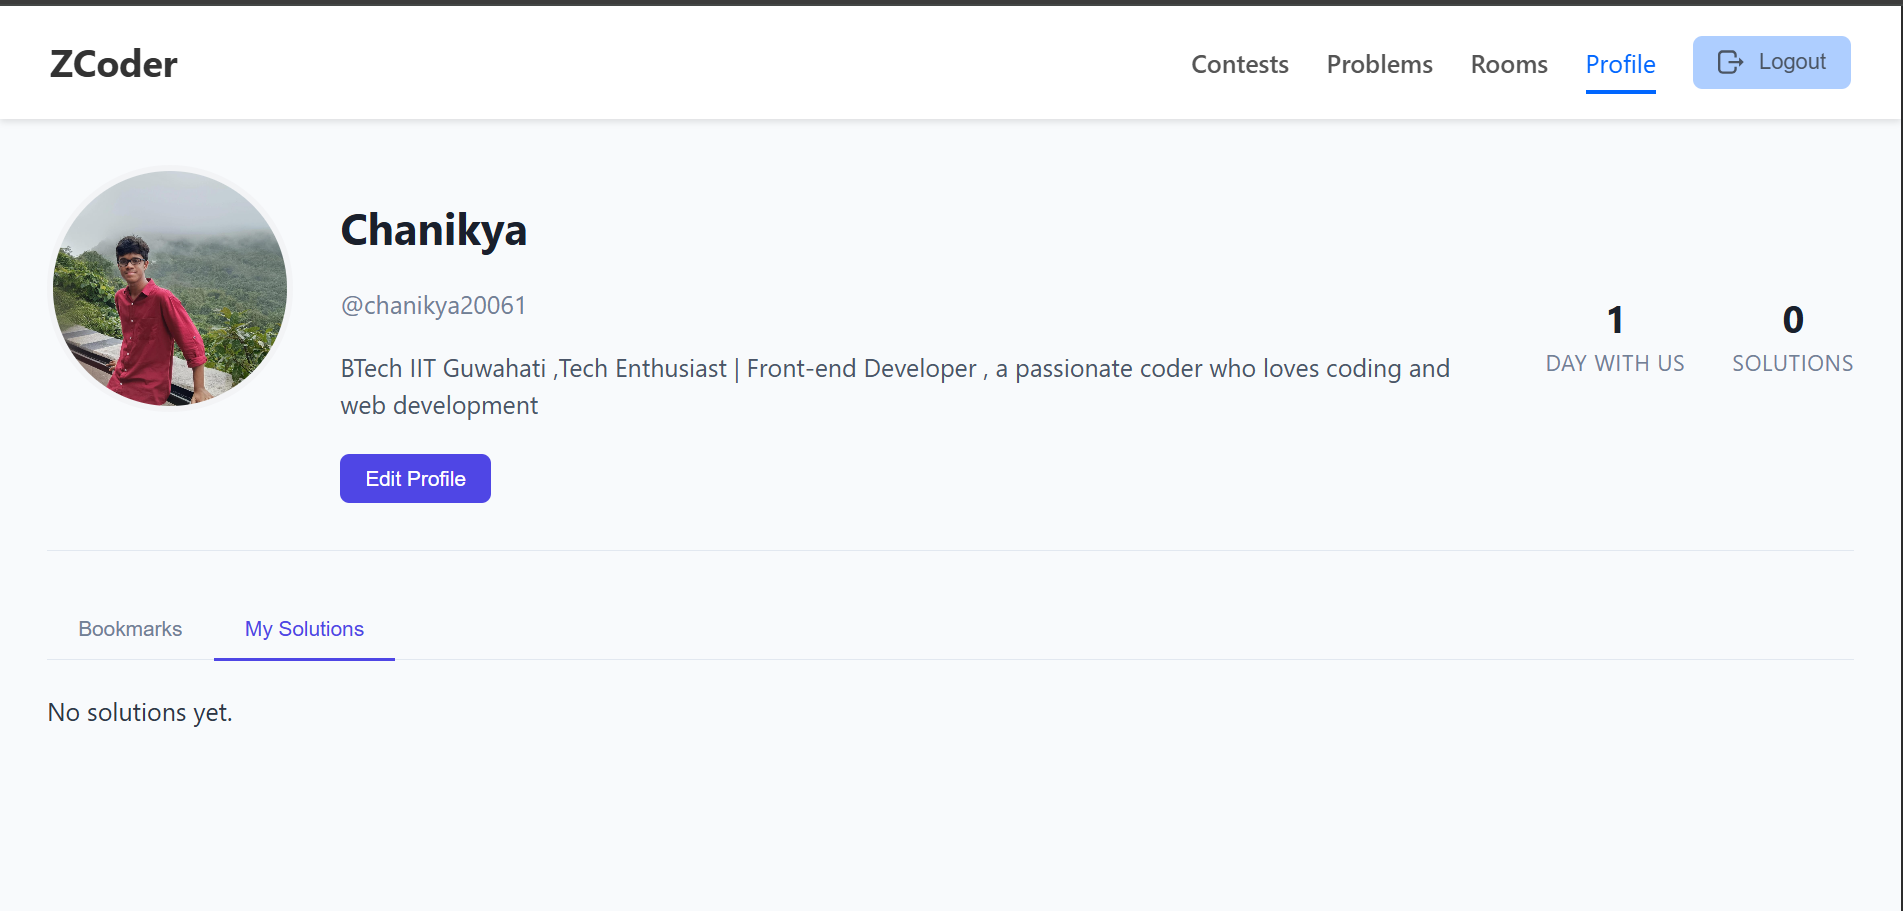 ZCoder
Contests
Problems
Rooms
Profile
Logout
Chanikya
@chanikya20061
BTech IIT Guwahati ,Tech Enthusiast | Front-end Developer , a passionate coder who loves coding and
web development
Edit Profile
1
DAY WITH US
0
SOLUTIONS
Bookmarks
My Solutions
No solutions yet.